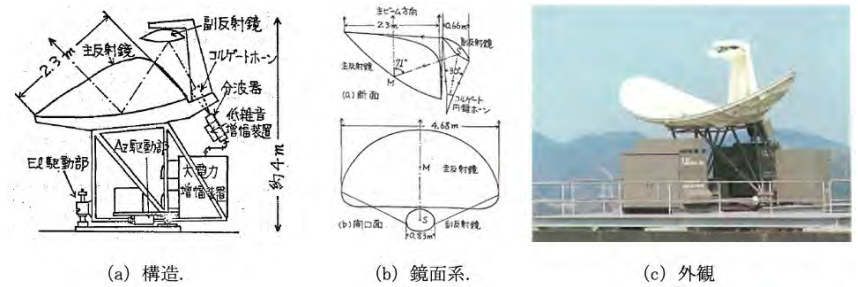 副反射鏡
主反射鏡
2.3m
コルゲートホーン
分波器
低雑音
増幅装置
Az駆動部
大電力
増幅装置
El駆動部
約4m
主ビーム方向
2.3m
0.66m
副反射鏡
主反射鏡
M
S
30°
(a)断面
コルゲート
円錐ホーン
4.68m
主反射鏡
M
S
(b)開口面
副反射鏡
0.83m
(a) 構造.
(b) 鏡面系.
(c) 外観